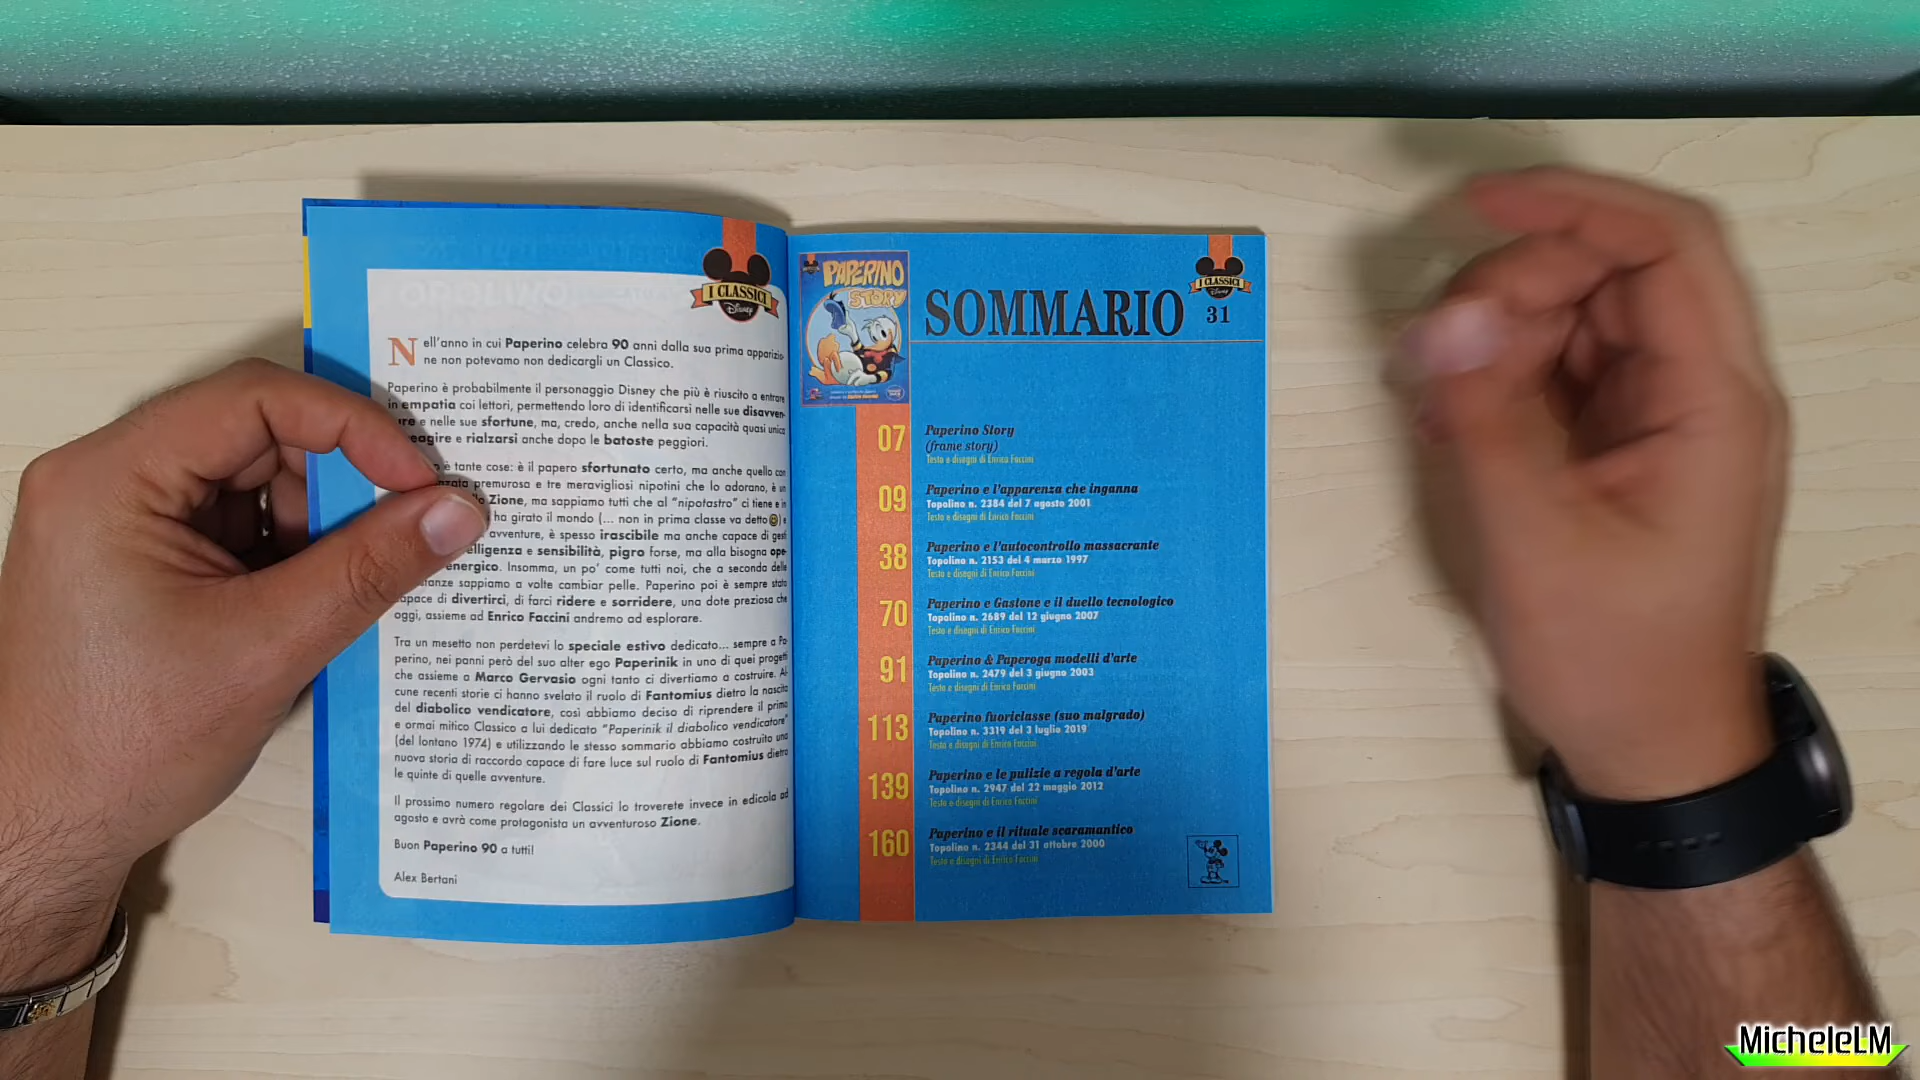 I CLASSICI
Disney
Nell'anno in cui Paperino celebra 90 anni dalla sua prima apparizio-
ne non potevamo non dedicargli un Classico.
Paperino è probabilmente il personaggio Disney che più è riuscito a entrare
in empatia coi lettori, permettendo loro di identificarsi nelle sue disavven-
ture e nelle sue sfortune, ma, credo, anche nella sua capacità quasi unica
reagire e rialzarsi anche dopo le batoste peggiori.
è tante cose: è il papero sfortunato certo, ma anche quello con
premurosa e tre meravigliosi nipotini che lo adorano, è un
Zione, ma sappiamo tutti che al "nipotastro" ci tiene e in
ha girato il mondo (... non in prima classe va detto) e
avventure, è spesso irascibile ma anche capace di gesti
intelligenza e sensibilità, pigro forse, ma alla bisogna ope-
energico. Insomma, un po' come tutti noi, che a seconda delle
sappiamo a volte cambiar pelle. Paperino poi è sempre stato
capace di divertirci, di farci ridere e sorridere, una dote preziosa che
oggi, assieme ad Enrico Faccini andremo ad esplorare.
Tra un mesetto non perdetevi lo speciale estivo dedicato... sempre a Pa-
perino, nei panni però del suo alter ego Paperinik in uno di quei progetti
che assieme a Marco Gervasio ogni tanto ci divertiamo a costruire. Al-
cune recenti storie ci hanno svelato il ruolo di Fantomius dietro la nascita
del diabolico vendicatore, così abbiamo deciso di riprendere il primo
e ormai mitico Classico a lui dedicato "Paperinik il diabolico vendicatore"
(del lontano 1974) e utilizzando le stesso sommario abbiamo costruito una
nuova storia di raccordo capace di fare luce sul ruolo di Fantomius dietro
le quinte di quelle avventure.
Il prossimo numero regolare dei Classici lo troverete invece in edicola ad
agosto e avrà come protagonista un avventuroso Zione.
Buon Paperino 90 a tutti!
Alex Bertani
PAPERINO
STORY
SOMMARIO
I CLASSICI
Disney
31
07
Paperino Story
(frame story)
Testo e disegni di Enrico Faccini
09
Paperino e l'apparenza che inganna
Topolino n. 2384 del 7 agosto 2001
Testo e disegni di Enrico Faccini
38
Paperino e l'autocontrollo massacrante
Topolino n. 2153 del 4 marzo 1997
Testo e disegni di Enrico Faccini
70
Paperino e Gastone e il duello tecnologico
Topolino n. 2689 del 12 giugno 2007
Testo e disegni di Enrico Faccini
91
Paperino & Paperoga modelli d'arte
Topolino n. 2479 del 3 giugno 2003
Testo e disegni di Enrico Faccini
113
Paperino fuoriclasse (suo malgrado)
Topolino n. 3319 del 3 luglio 2019
Testo e disegni di Enrico Faccini
139
Paperino e le pulizie a regola d'arte
Topolino n. 2947 del 22 maggio 2012
Testo e disegni di Enrico Faccini
160
Paperino e il rituale scaramantico
Topolino n. 2344 del 31 ottobre 2000
Testo e disegni di Enrico Faccini
MicheleLM